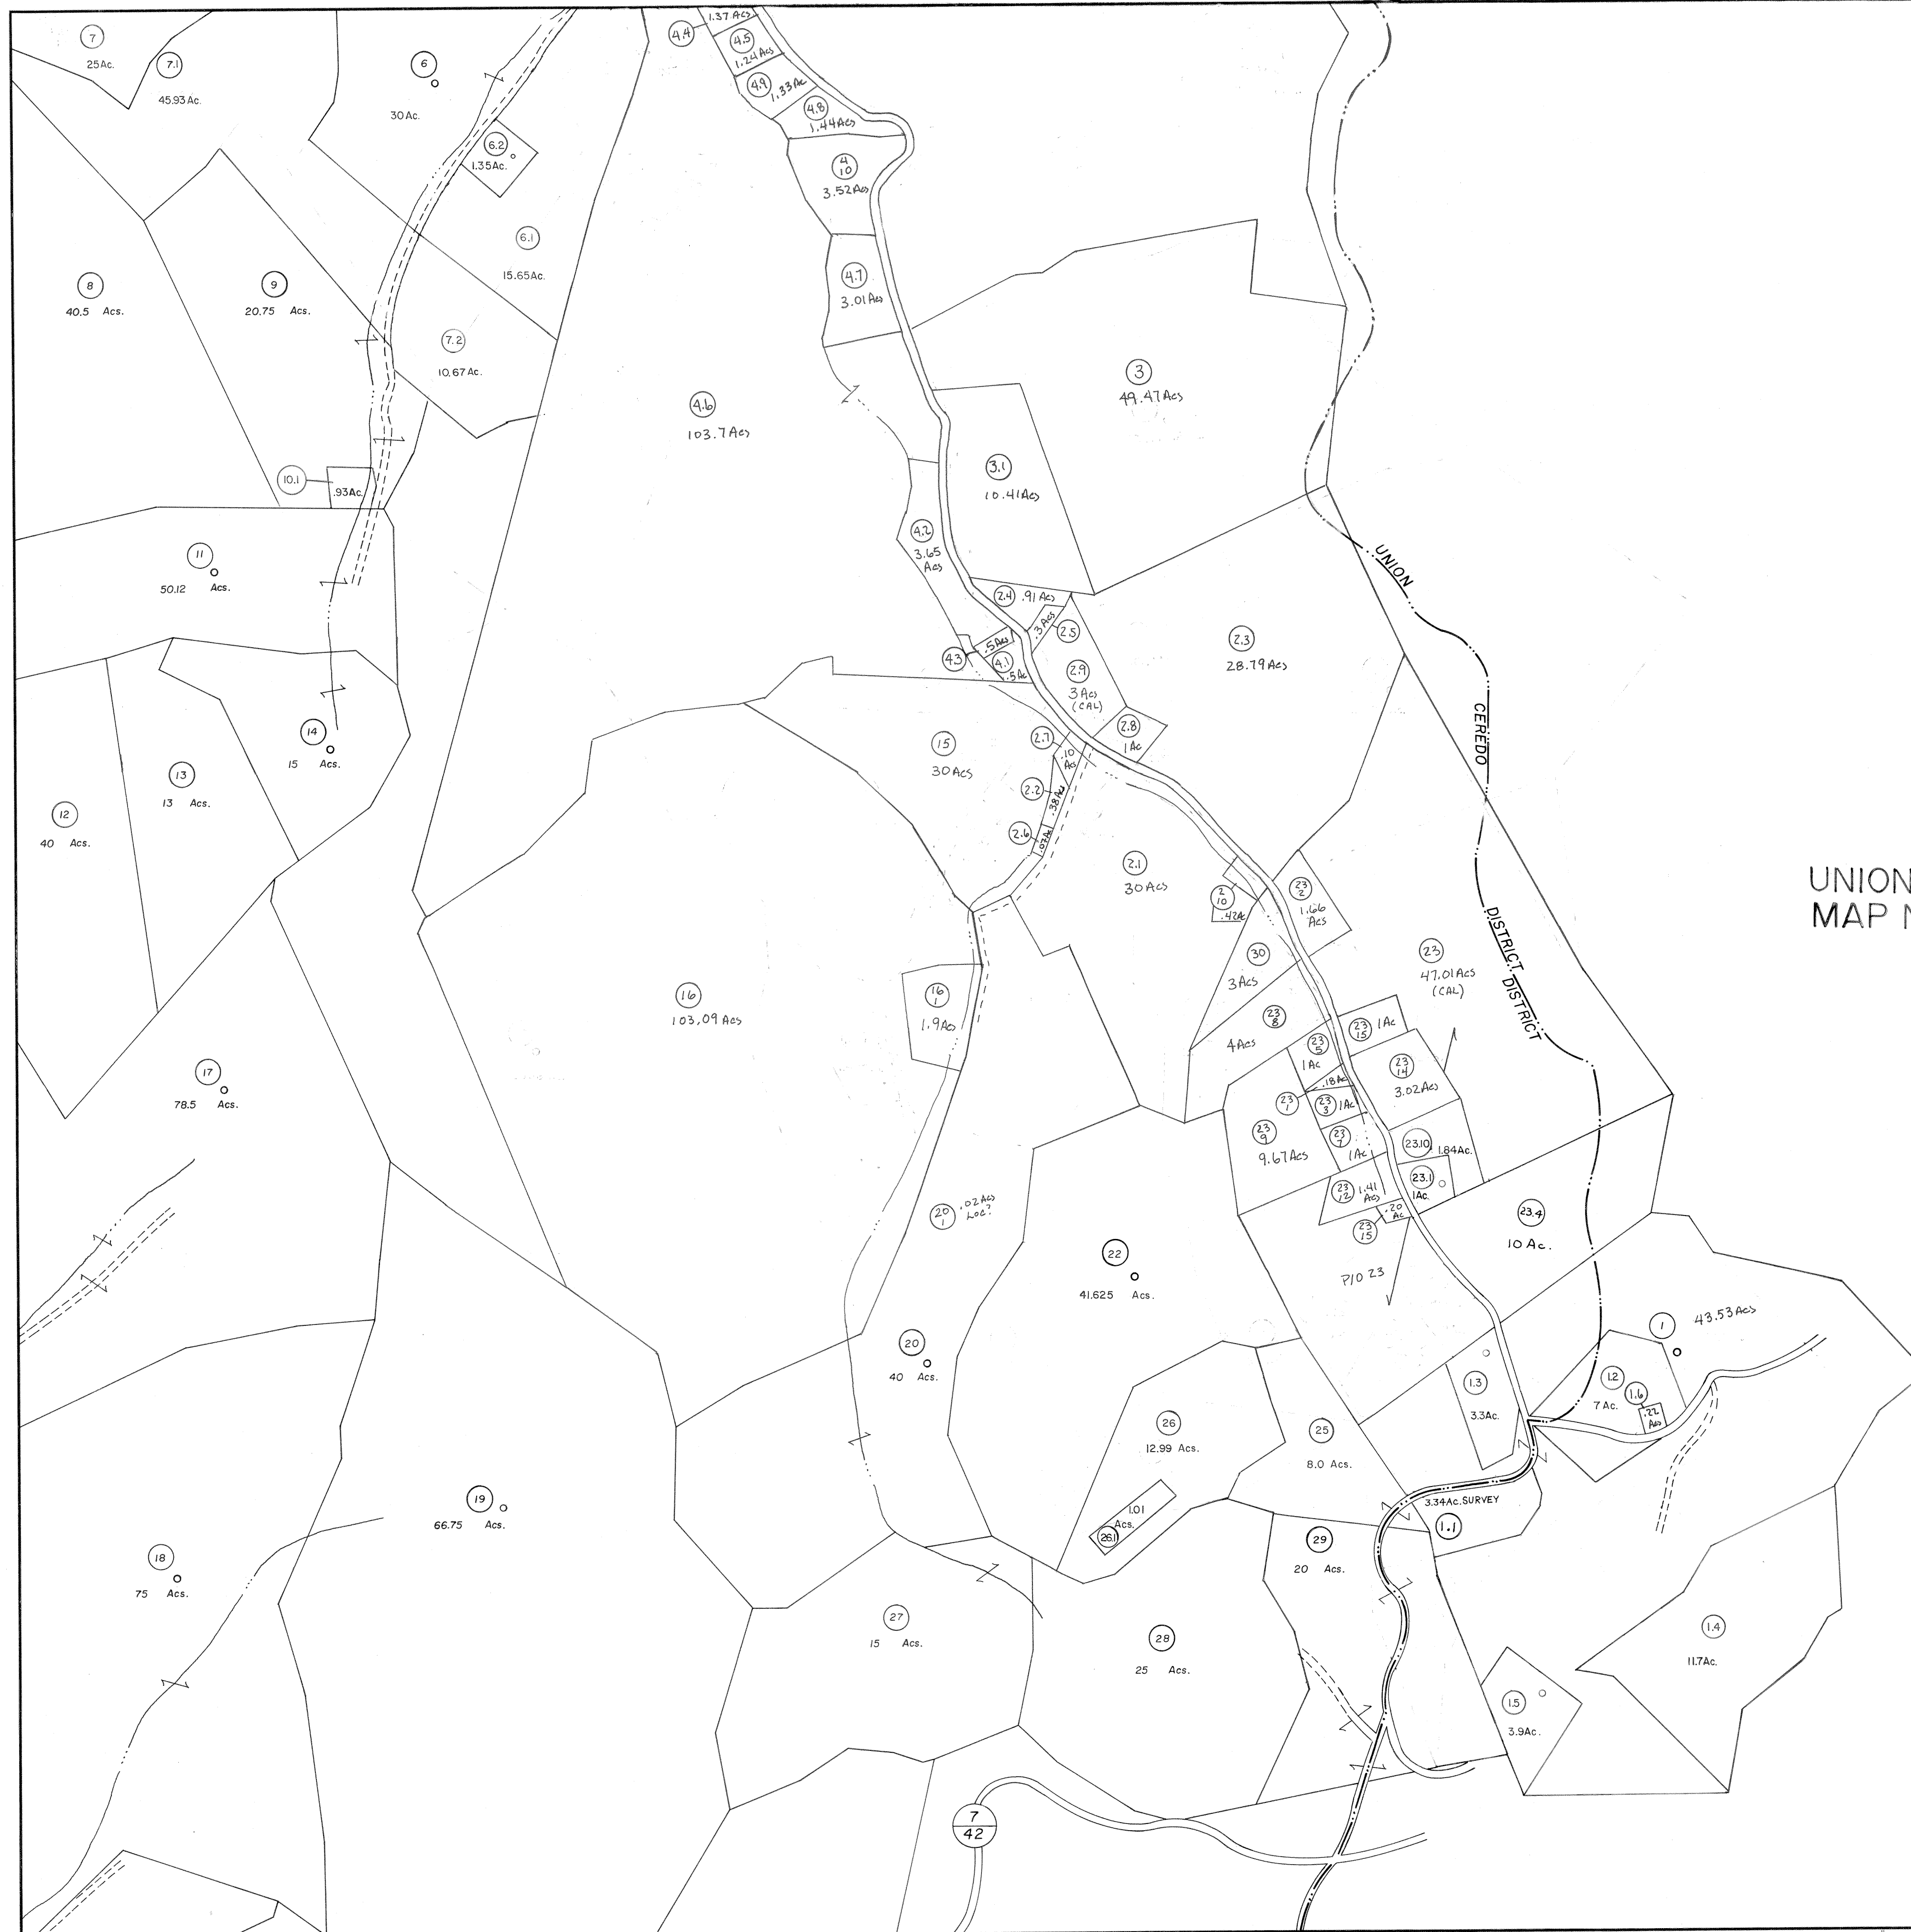 7
25Ac.
7.1
45.93Ac.
6
30Ac.
6.2
1.35Ac.
6.1
15.65Ac.
4.4
1.37 Acs
4.5
1.24Acs
4.9
1.33Ac
4.8
1.44Acs
4
10
3.52Acs
4.7
3.01Acs
8
40.5 Acs.
9
20.75 Acs.
7.2
10.67Ac.
4.6
103.7Acs
3
49.47Acs
3.1
10.41Acs
10.1
.93Ac.
11
50.12 Acs.
4.2
3.65
Acs
2.4
.91 Acs
.3 Acs
2.5
2.3
28.79Acs
UNION
4.3
.5Acs
4.1
.5Ac
2.9
3Acs
(CAL)
2.8
1Ac
CEREDO
14
15 Acs.
13
13 Acs.
12
40 Acs.
15
30Acs
2.7
.10
Acs
2.2
.38Acs
2.6
.07Ac
2.1
30Acs
2
10
.42Ac
23
2
1.66
Acs
UNION
MAP N
DISTRICT
DISTRICT
30
3Acs
23
47.01Acs
(CAL)
16
103.09Acs
16
1
1.9Acs
23
8
4Acs
23
5
1Ac
23
15
1Ac
23
14
3.02Acs
.18Ac
23
1
23
3
1Ac
23
7
1Ac
23
9
9.67Acs
23.10
1.84Ac.
23.1
1Ac.
23
12
1.41
Acs
.20
Ac
23
15
17
78.5 Acs.
20
1
.02Acs
Loc?
22
41.625 Acs.
P/O 23
23.4
10 Ac.
1
43.53Acs
20
40 Acs.
1.3
3.3Ac.
1.2
7 Ac.
1.6
.22
Acs
26
12.99 Acs.
25
8.0 Acs.
1.01
Acs.
26.1
3.34Ac.SURVEY
1.1
19
66.75 Acs.
18
75 Acs.
29
20 Acs.
27
15 Acs.
28
25 Acs.
1.4
11.7Ac.
1.5
3.9Ac.
7
42